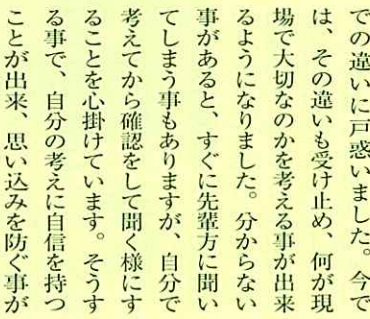 での違いに戸惑いました。今で
は、その違いも受け止め、何が現
場で大切なのかを考える事が出来
るようになりました。分からない
事があると、すぐに先輩方に聞い
てしまう事もありますが、自分で
考えてから確認をして聞く様にす
ることを心掛けています。そうす
る事で、自分の考えに自信を持つ
ことが出来、思い込みを防ぐ事が